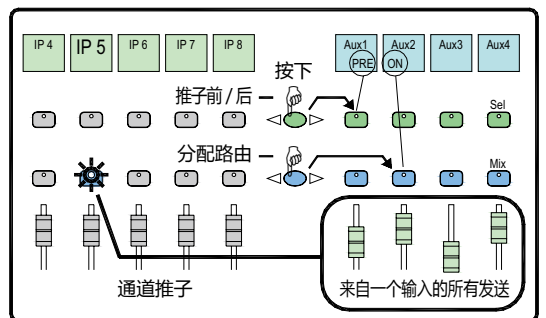 IP 4 IP 5 IP 6 IP 7 IP 8 Aux1 Aux2 Aux3 Aux4
PRE ON
按下
推子前 / 后
Sel
分配路由
Mix
通道推子 来自一个输入的所有发送